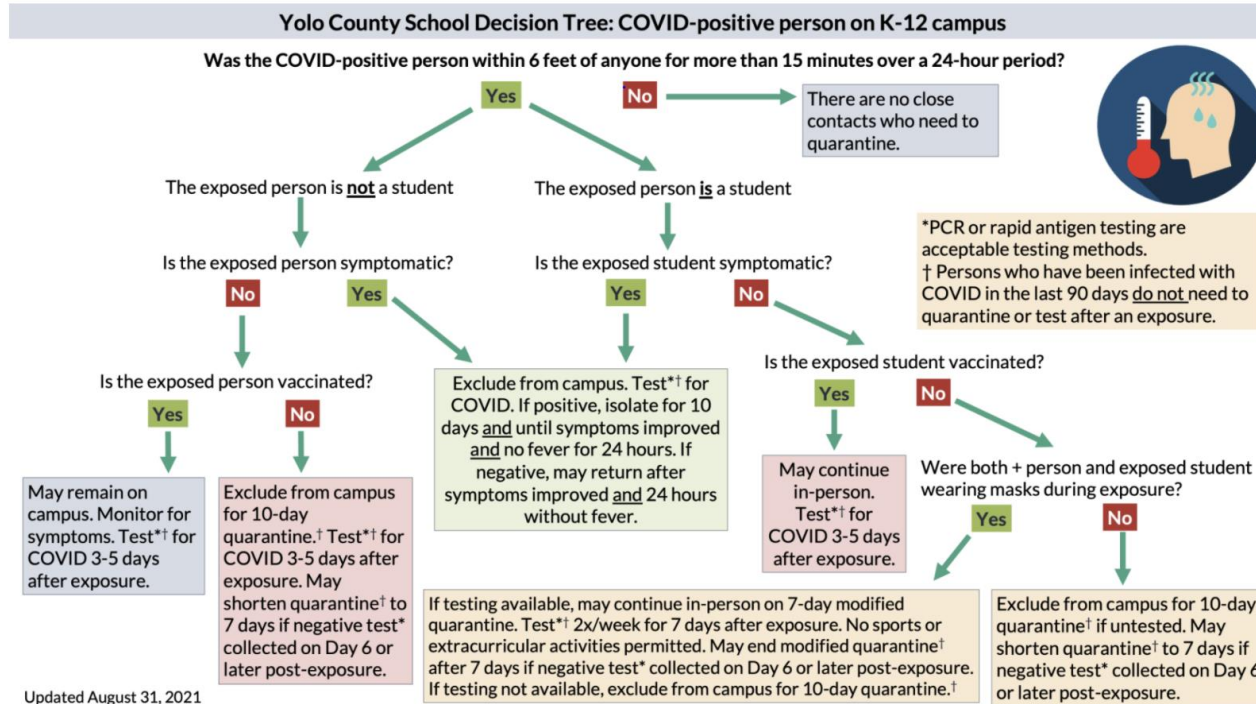 Yolo County School Decision Tree: COVID-positive person on K-12 campus
Was the COVID-positive person within 6 feet of anyone for more than 15 minutes over a 24-hour period?
Yes
No
There are no close
contacts who need to
quarantine.
The exposed person is not a student
The exposed person is a student
*PCR or rapid antigen testing are
acceptable testing methods.
† Persons who have been infected with
COVID in the last 90 days do not need to
quarantine or test after an exposure.
Is the exposed person symptomatic?
No
Yes
Is the exposed student symptomatic?
Yes
No
Is the exposed person vaccinated?
Yes
No
Exclude from campus. Test*† for
COVID. If positive, isolate for 10
days and until symptoms improved
and no fever for 24 hours. If
negative, may return after
symptoms improved and 24 hours
without fever.
Is the exposed student vaccinated?
Yes
No
May remain on
campus. Monitor for
symptoms. Test*† for
COVID 3-5 days
after exposure.
Exclude from campus
for 10-day
quarantine.† Test*† for
COVID 3-5 days after
exposure. May
shorten quarantine† to
7 days if negative test*
collected on Day 6 or
later post-exposure.
May continue
in-person.
Test*† for
COVID 3-5 days
after exposure.
Were both + person and exposed student
wearing masks during exposure?
Yes
No
If testing available, may continue in-person on 7-day modified
quarantine. Test*† 2x/week for 7 days after exposure. No sports or
extracurricular activities permitted. May end modified quarantine†
after 7 days if negative test* collected on Day 6 or later post-exposure.
If testing not available, exclude from campus for 10-day quarantine.†
Exclude from campus for 10-day
quarantine† if untested. May
shorten quarantine† to 7 days if
negative test* collected on Day 6
or later post-exposure.
Updated August 31, 2021